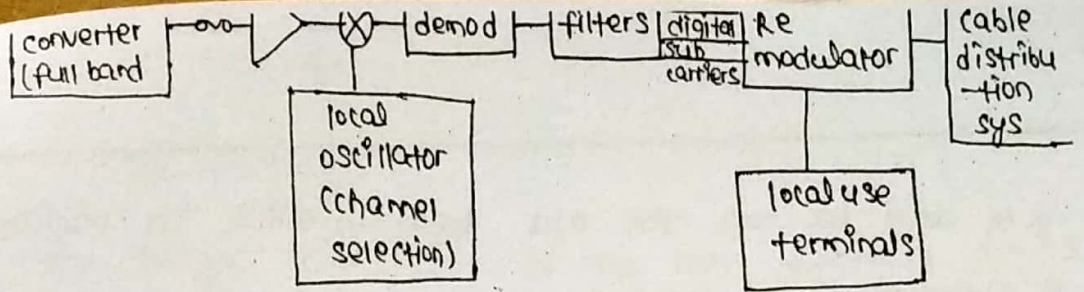 converter
(full band
demod
filters
digital
sub
carriers
Re
modulator
cable
distribu
-tion
sys
local
oscillator
(channel
selection)
local use
terminals